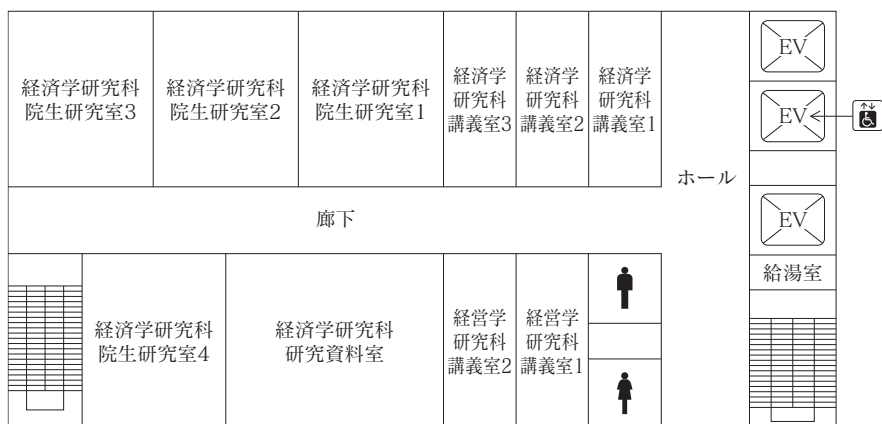 経済学研究科
院生研究室3
経済学研究科
院生研究室2
経済学研究科
院生研究室1
経済学
研究科
講義室3
経済学
研究科
講義室2
経済学
研究科
講義室1
ホール
EV
EV
EV
廊下
給湯室
経済学研究科
院生研究室4
経済学研究科
研究資料室
経営学
研究科
講義室2
経営学
研究科
講義室1